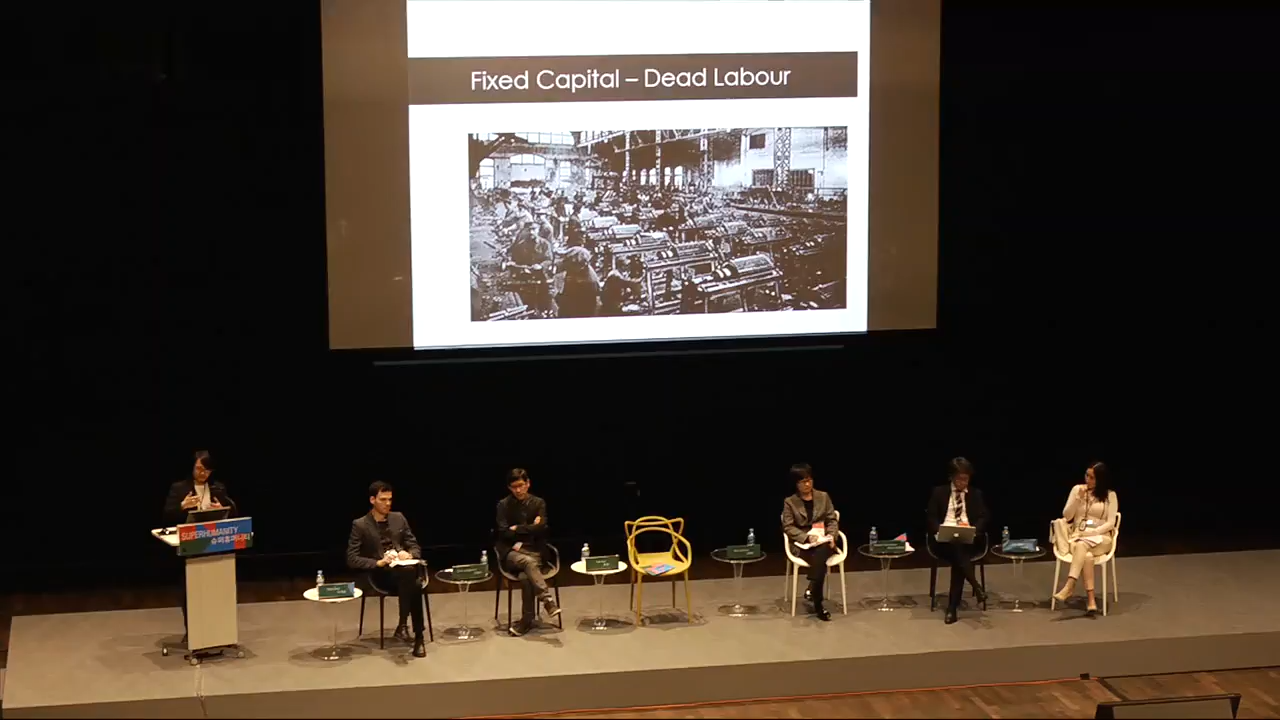 Fixed Capital – Dead Labour
SUPERHUMANITY
슈퍼휴머니티